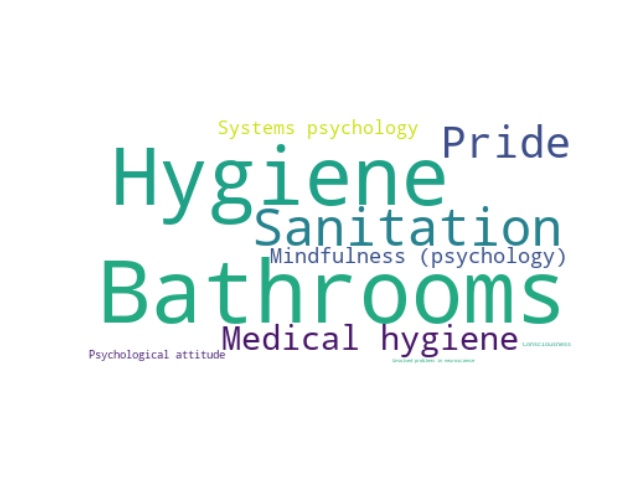 Systems psychology
Pride
Hygiene
Sanitation
Mindfulness (psychology)
Bathrooms
Medical hygiene
Consciousness
Psychological attitude
Unsolved problems in neuroscience